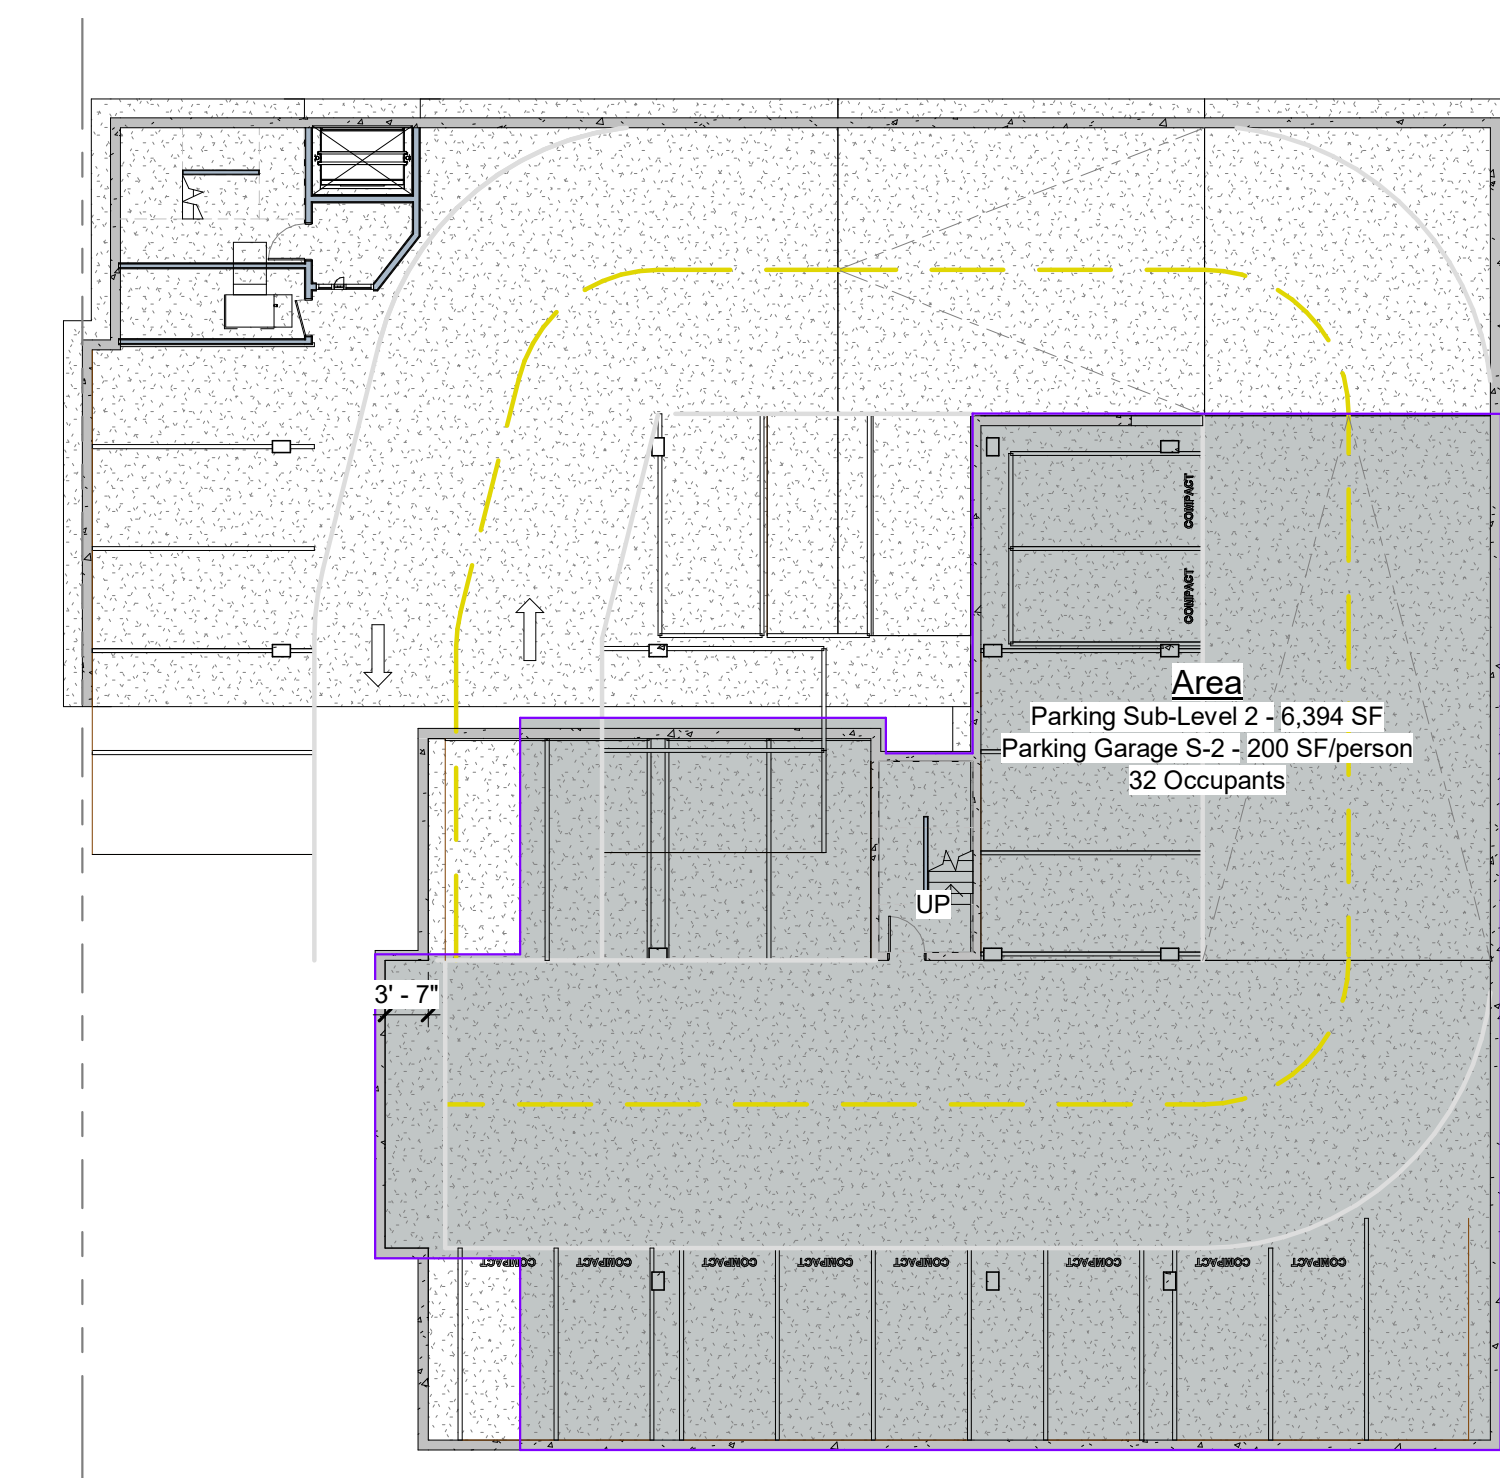 COMPACT
COMPACT
Area
Parking Sub-Level 2 - 6,394 SF
Parking Garage S-2 - 200 SF/person
32 Occupants
UP
3' - 7"
COMPACT
COMPACT
COMPACT
COMPACT
COMPACT
COMPACT
COMPACT
COMPACT